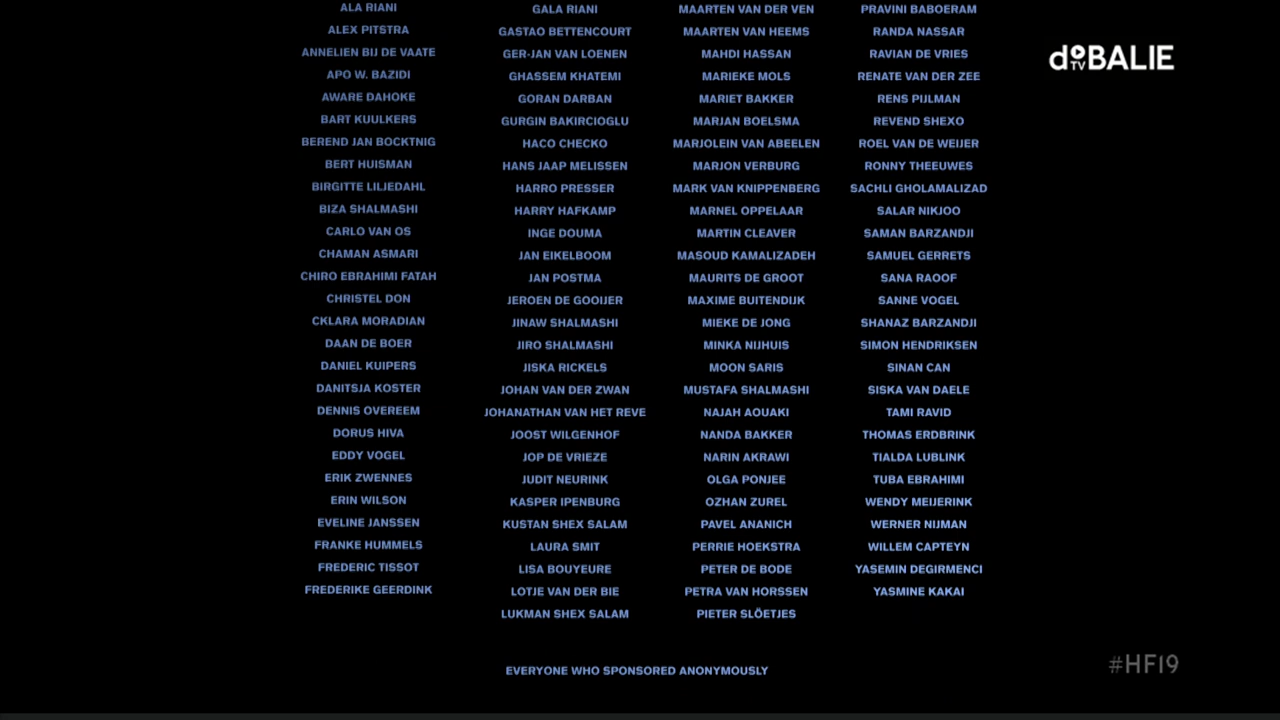 ALA RIANI
ALEX PITSTRA
ANNELIEN BIJ DE VAATE
APO W. BAZIDI
AWARE DAHOKE
BART KUULKERS
BEREND JAN BOCKTNIG
BERT HUISMAN
BIRGITTE LILJEDAHL
BIZA SHALMASHI
CARLO VAN OS
CHAMAN ASMARI
CHIRO EBRAHIMI FATAH
CHRISTEL DON
CKLARA MORADIAN
DAAN DE BOER
DANIEL KUIPERS
DANITSJA KOSTER
DENNIS OVEREEM
DORUS HIVA
EDDY VOGEL
ERIK ZWENNES
ERIN WILSON
EVELINE JANSSEN
FRANKE HUMMELS
FREDERIC TISSOT
FREDERIKE GEERDINK
GALA RIANI
GASTAO BETTENCOURT
GER-JAN VAN LOENEN
GHASSEM KHATEMI
GORAN DARBAN
GURGIN BAKIRCIOGLU
HACO CHECKO
HANS JAAP MELISSEN
HARRO PRESSER
HARRY HAFKAMP
INGE DOUMA
JAN EIKELBOOM
JAN POSTMA
JEROEN DE GOOIJER
JINAW SHALMASHI
JIRO SHALMASHI
JISKA RICKELS
JOHAN VAN DER ZWAN
JOHANATHAN VAN HET REVE
JOOST WILGENHOF
JOP DE VRIEZE
JUDIT NEURINK
KASPER IPENBURG
KUSTAN SHEX SALAM
LAURA SMIT
LISA BOUYEURE
LOTJE VAN DER BIE
LUKMAN SHEX SALAM
MAARTEN VAN DER VEN
MAARTEN VAN HEEMS
MAHDI HASSAN
MARIEKE MOLS
MARIET BAKKER
MARJAN BOELSMA
MARJOLEIN VAN ABEELEN
MARJON VERBURG
MARK VAN KNIPPENBERG
MARNEL OPPELAAR
MARTIN CLEAVER
MASOUD KAMALIZADEH
MAURITS DE GROOT
MAXIME BUITENDIJK
MIEKE DE JONG
MINKA NIJHUIS
MOON SARIS
MUSTAFA SHALMASHI
NAJAH AOUAKI
NANDA BAKKER
NARIN AKRAWI
OLGA PONJEE
OZHAN ZUREL
PAVEL ANANICH
PERRIE HOEKSTRA
PETER DE BODE
PETRA VAN HORSSEN
PIETER SLÖETJES
PRAVINI BABOERAM
RANDA NASSAR
RAVIAN DE VRIES
RENATE VAN DER ZEE
RENS PIJLMAN
REVEND SHEXO
ROEL VAN DE WEIJER
RONNY THEEUWES
SACHLI GHOLAMALIZAD
SALAR NIKJOO
SAMAN BARZANDJI
SAMUEL GERRETS
SANA RAOOF
SANNE VOGEL
SHANAZ BARZANDJI
SIMON HENDRIKSEN
SINAN CAN
SISKA VAN DAELE
TAMI RAVID
THOMAS ERDBRINK
TIALDA LUBLINK
TUBA EBRAHIMI
WENDY MEIJERINK
WERNER NIJMAN
WILLEM CAPTEYN
YASEMIN DEGIRMENCI
YASMINE KAKAI
EVERYONE WHO SPONSORED ANONYMOUSLY
de BALIE
TV
#HF19